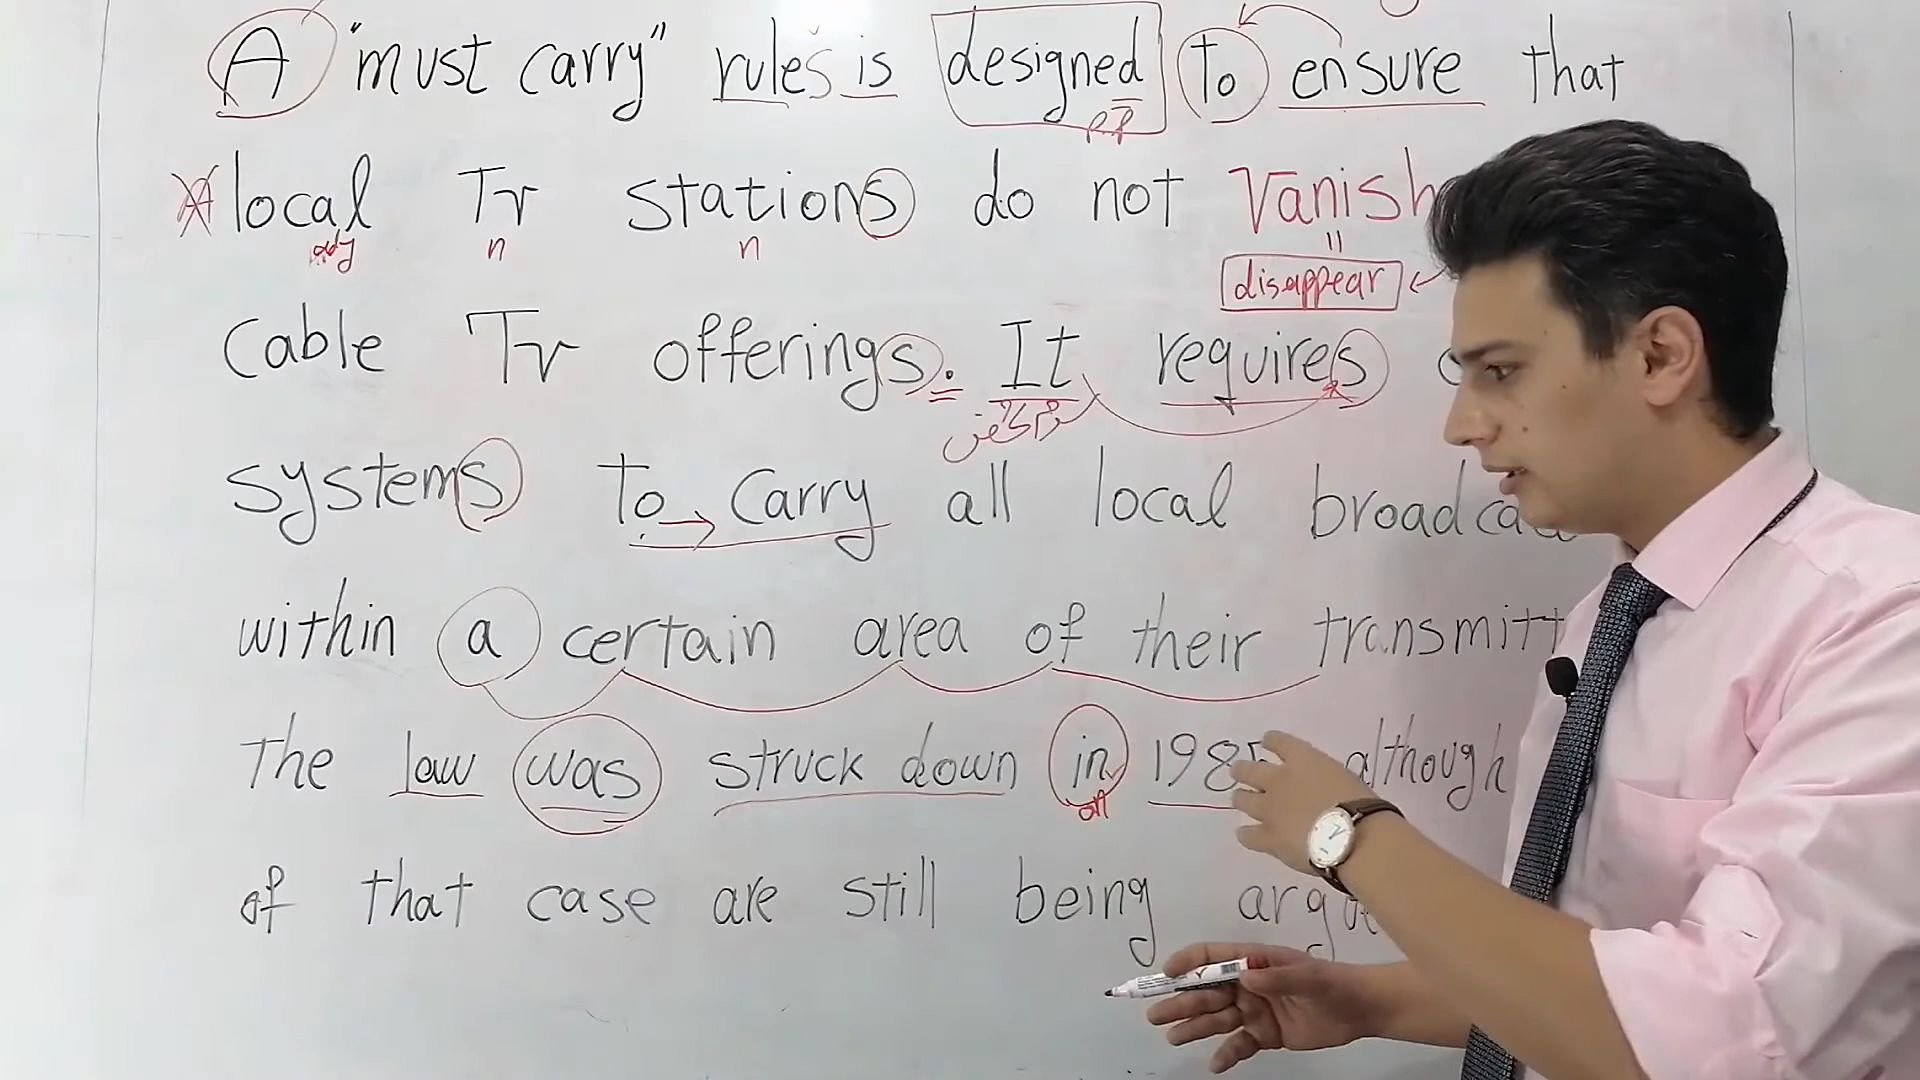 A "must carry" rules is designed to ensure that
p.p
A local TV stations do not Vanish
adj n n =
disappear
Cable TV offerings. It requires
systems to → Carry all local
within a certain area of their
The law was struck down in although
on
of that case are still being